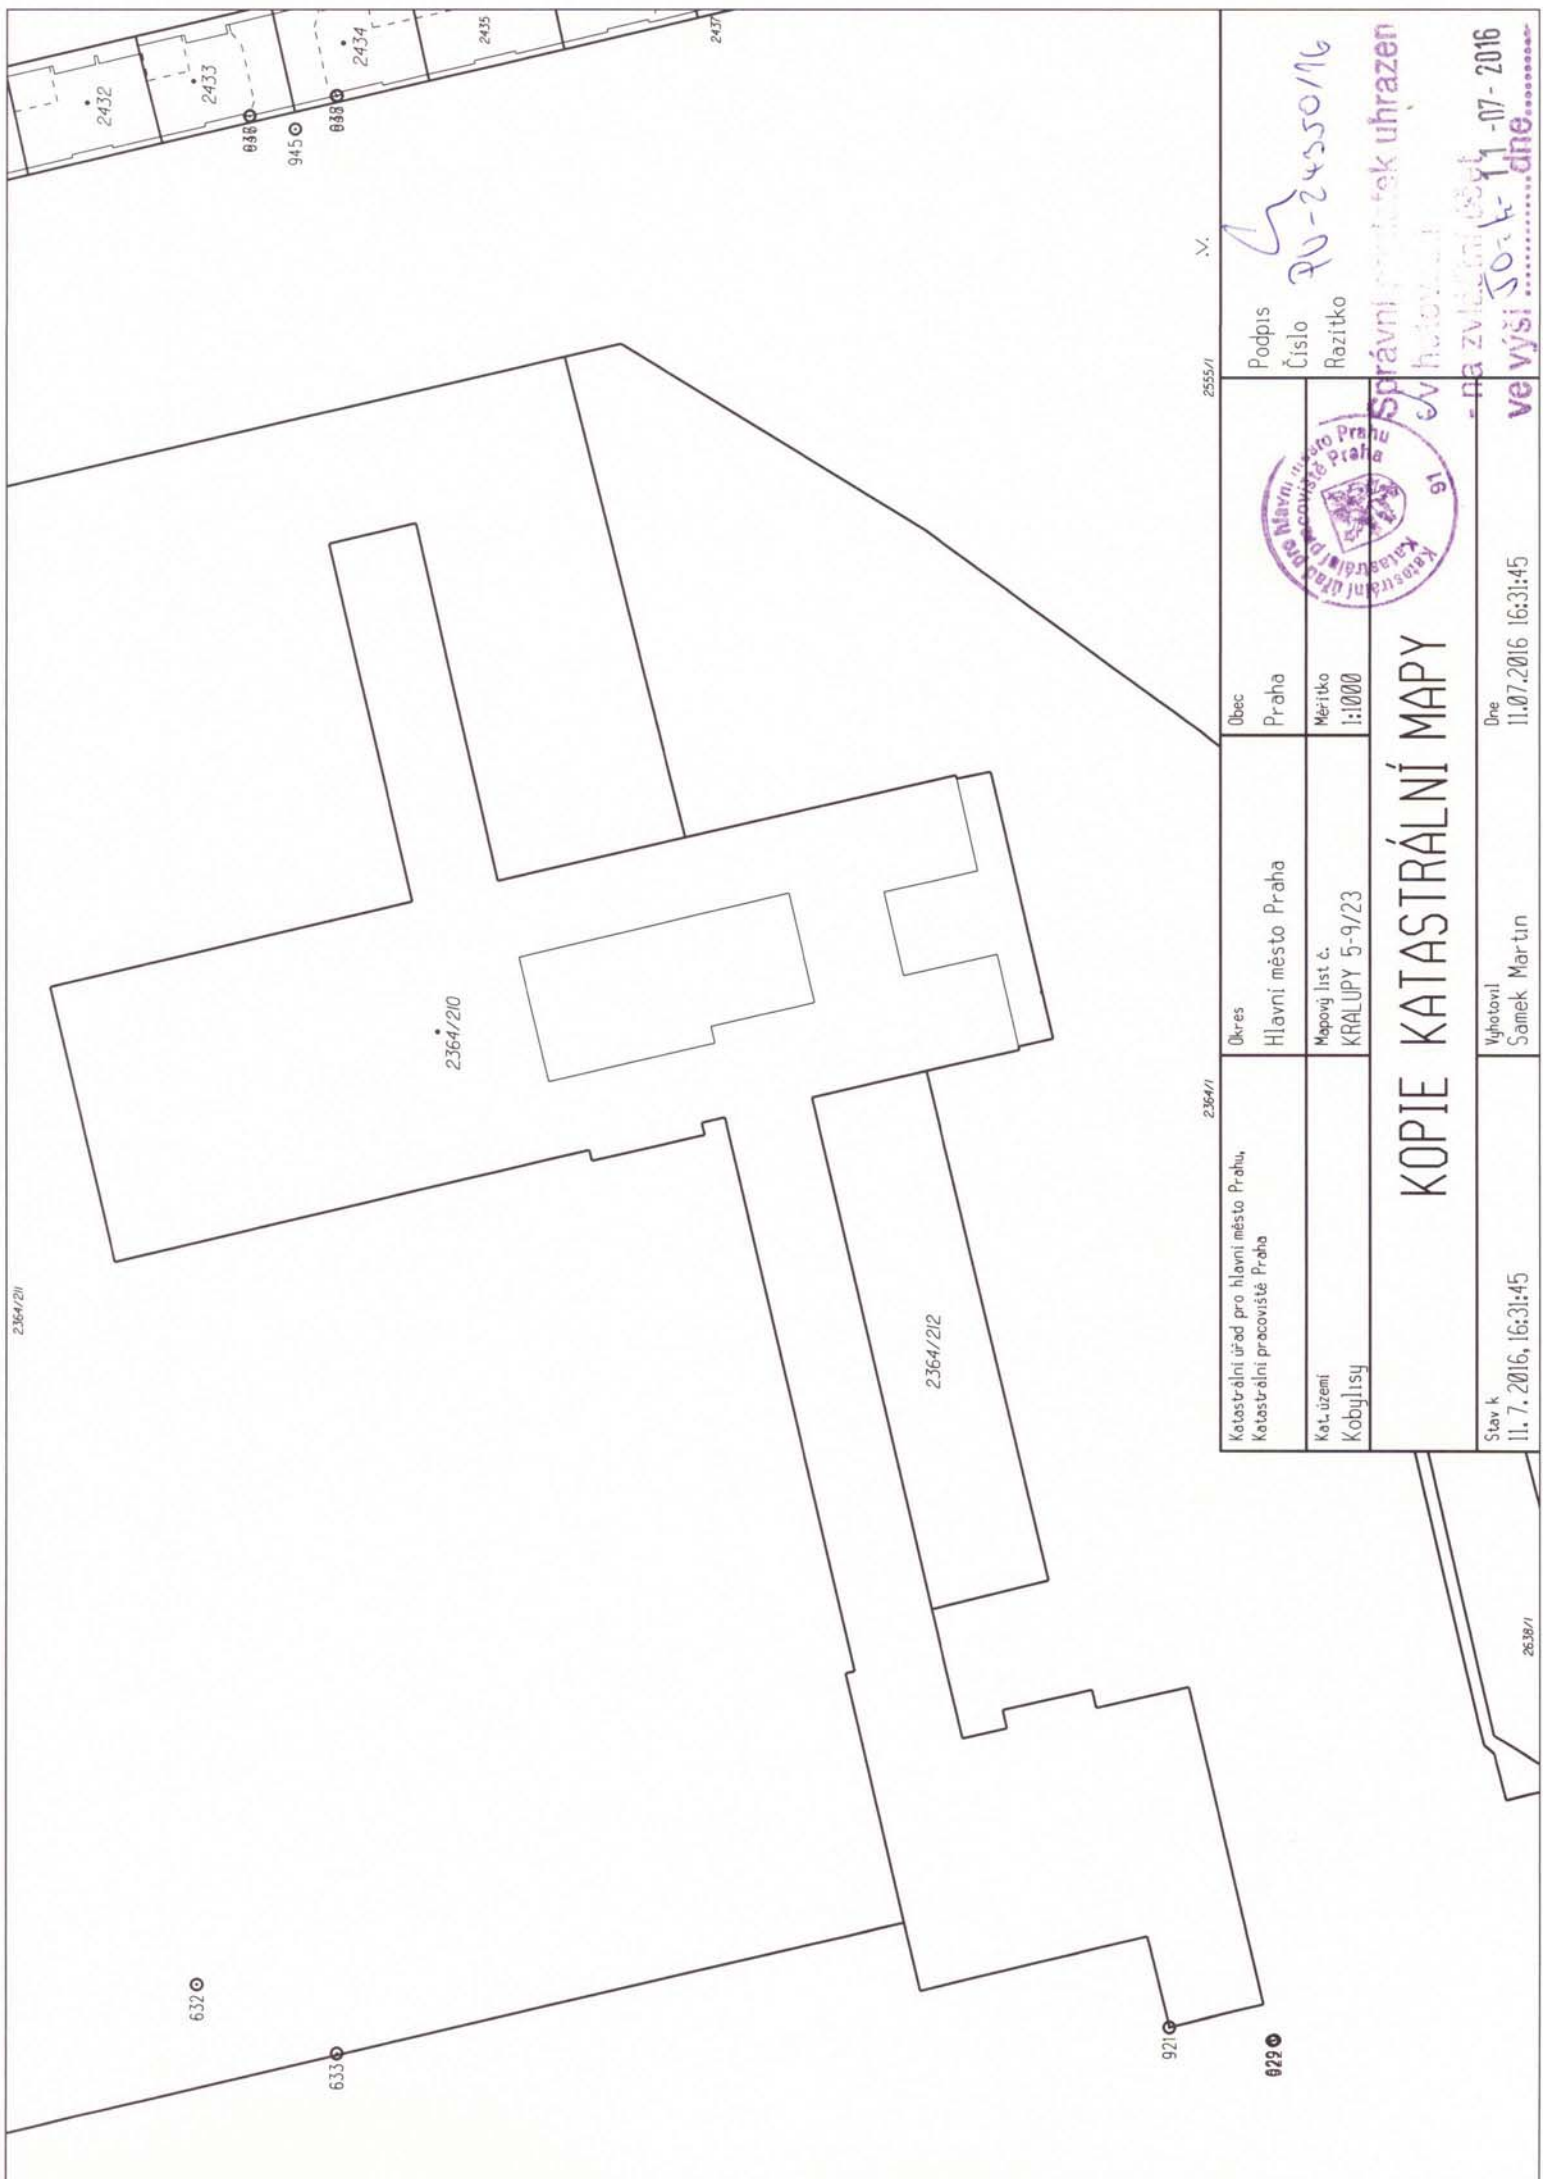 2364/211
2432
2433
2434
2435
2437
945
632
633
2364/210
2364/212
921
2364/1
2555/1
.V.
2638/1
Katastrální úřad pro hlavní město Prahu,
Katastrální pracoviště Praha
Okres
Hlavní město Praha
Obec
Praha
Kat. území
Kobylisy
Mapový list č.
KRALUPY 5-9/23
Měřítko
1:1000
KOPIE KATASTRÁLNÍ MAPY
Stav k
11. 7. 2016, 16:31:45
Vyhotovil
Samek Martin
Dne
11.07.2016 16:31:45
Podpis
Číslo PU-24350/16
Razítko
Katastrální úřad pro hlavní město Prahu
Katastrální pracoviště Praha
91
Správní uhrazen
v
- na
11-07-2016
ve výši 50,- dne